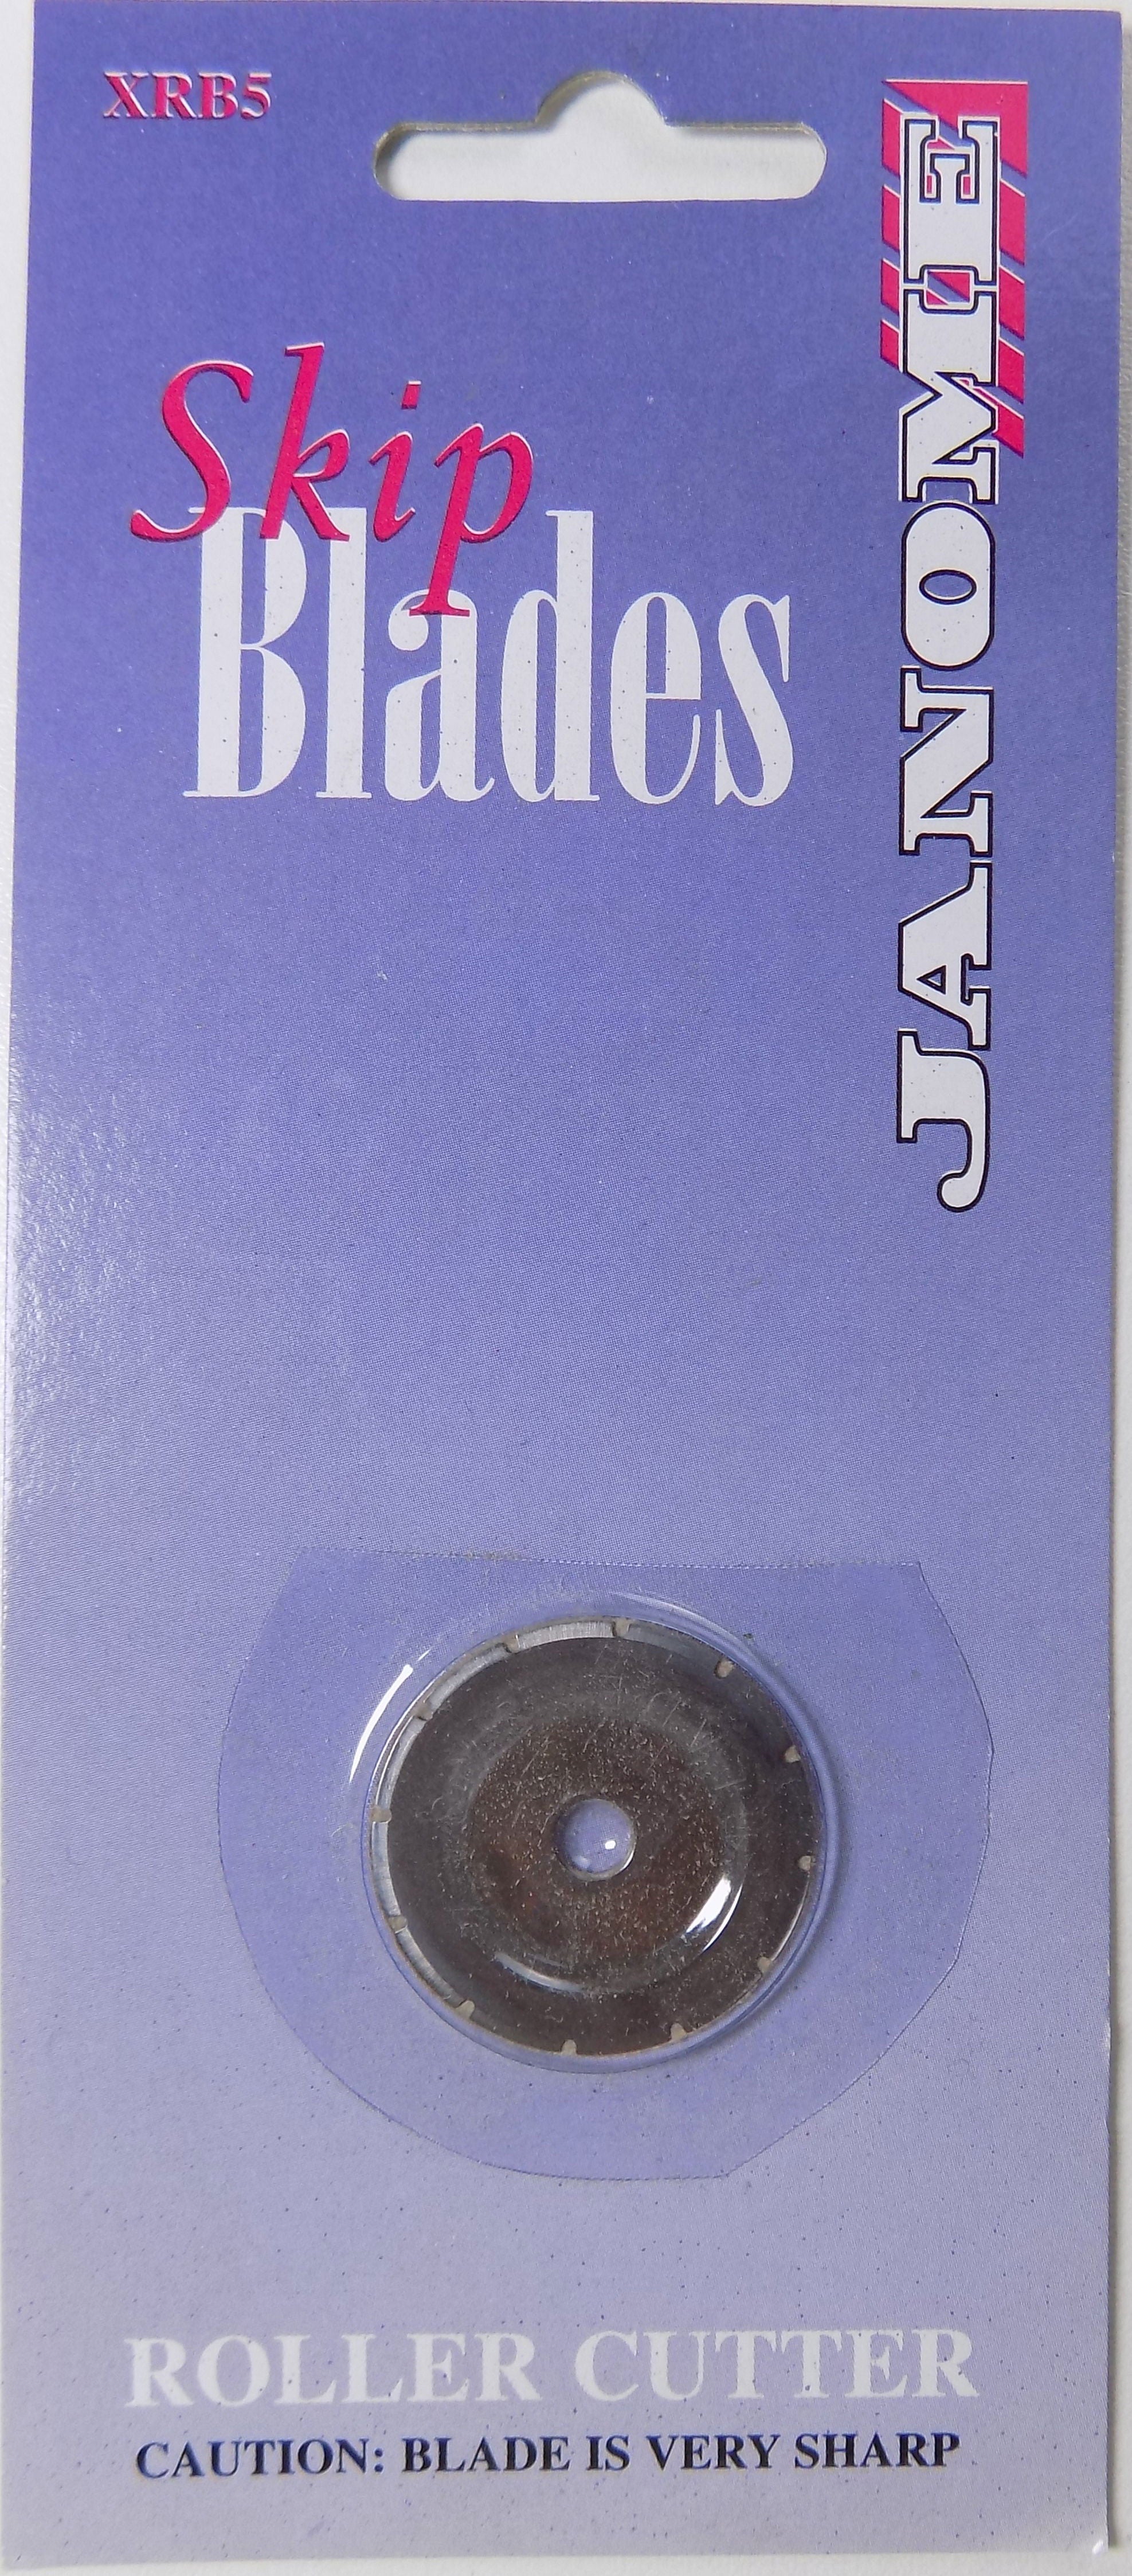 XRB5
JANOME
Skip
Blades
ROLLER CUTTER
CAUTION: BLADE IS VERY SHARP